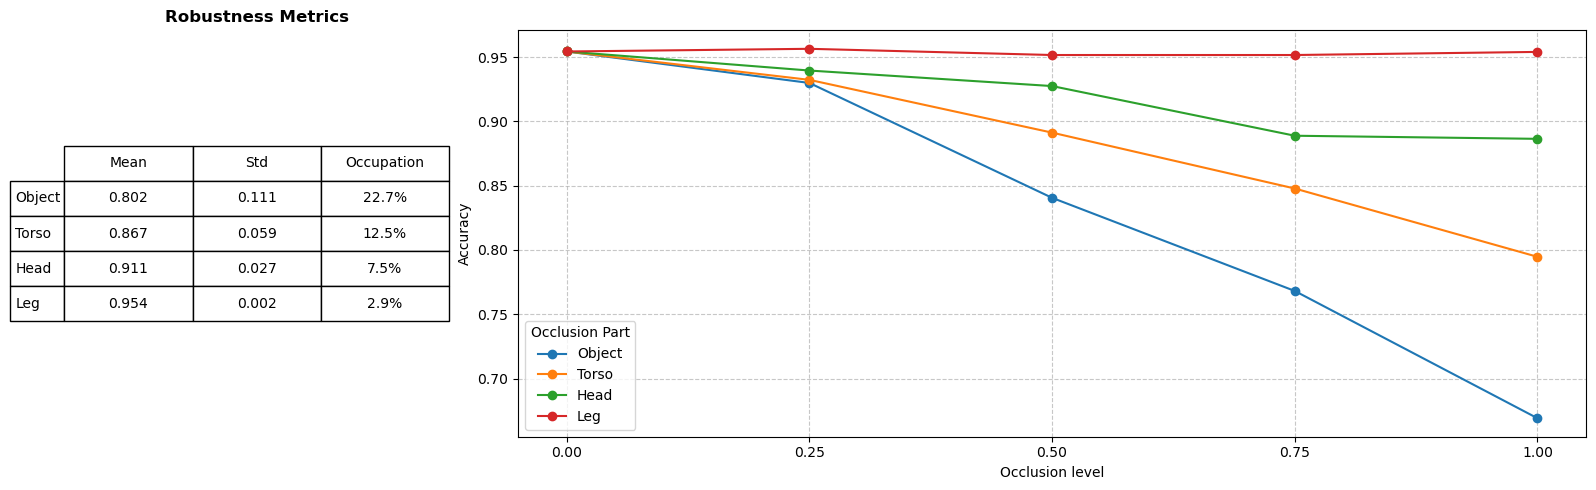 Robustness Metrics
Mean Std Occupation
Object 0.802 0.111 22.7%
Torso 0.867 0.059 12.5%
Head 0.911 0.027 7.5%
Leg 0.954 0.002 2.9%
Accuracy
0.95
0.90
0.85
0.80
0.75
0.70
Occlusion Part
Object
Torso
Head
Leg
0.00 0.25 0.50 0.75 1.00
Occlusion level